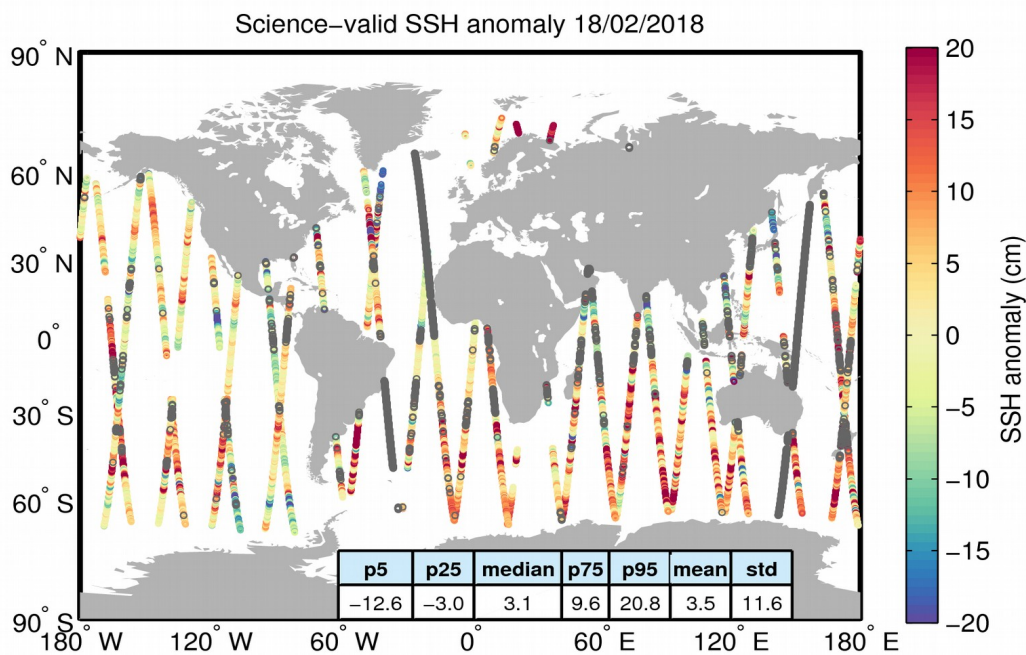 Science−valid SSH anomaly 18/02/2018
90° N
60° N
30° N
0°
30° S
60° S
90° S
180° W
120° W
60° W
0°
60° E
120° E
180° E
p5 p25 median p75 p95 mean std
−12.6 −3.0 3.1 9.6 20.8 3.5 11.6
20
15
10
5
0
−5
−10
−15
−20
SSH anomaly (cm)